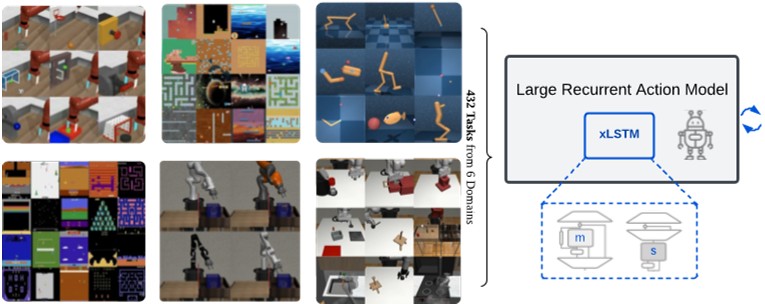 432 Tasks from 6 Domains
Large Recurrent Action Model
xLSTM
m
s